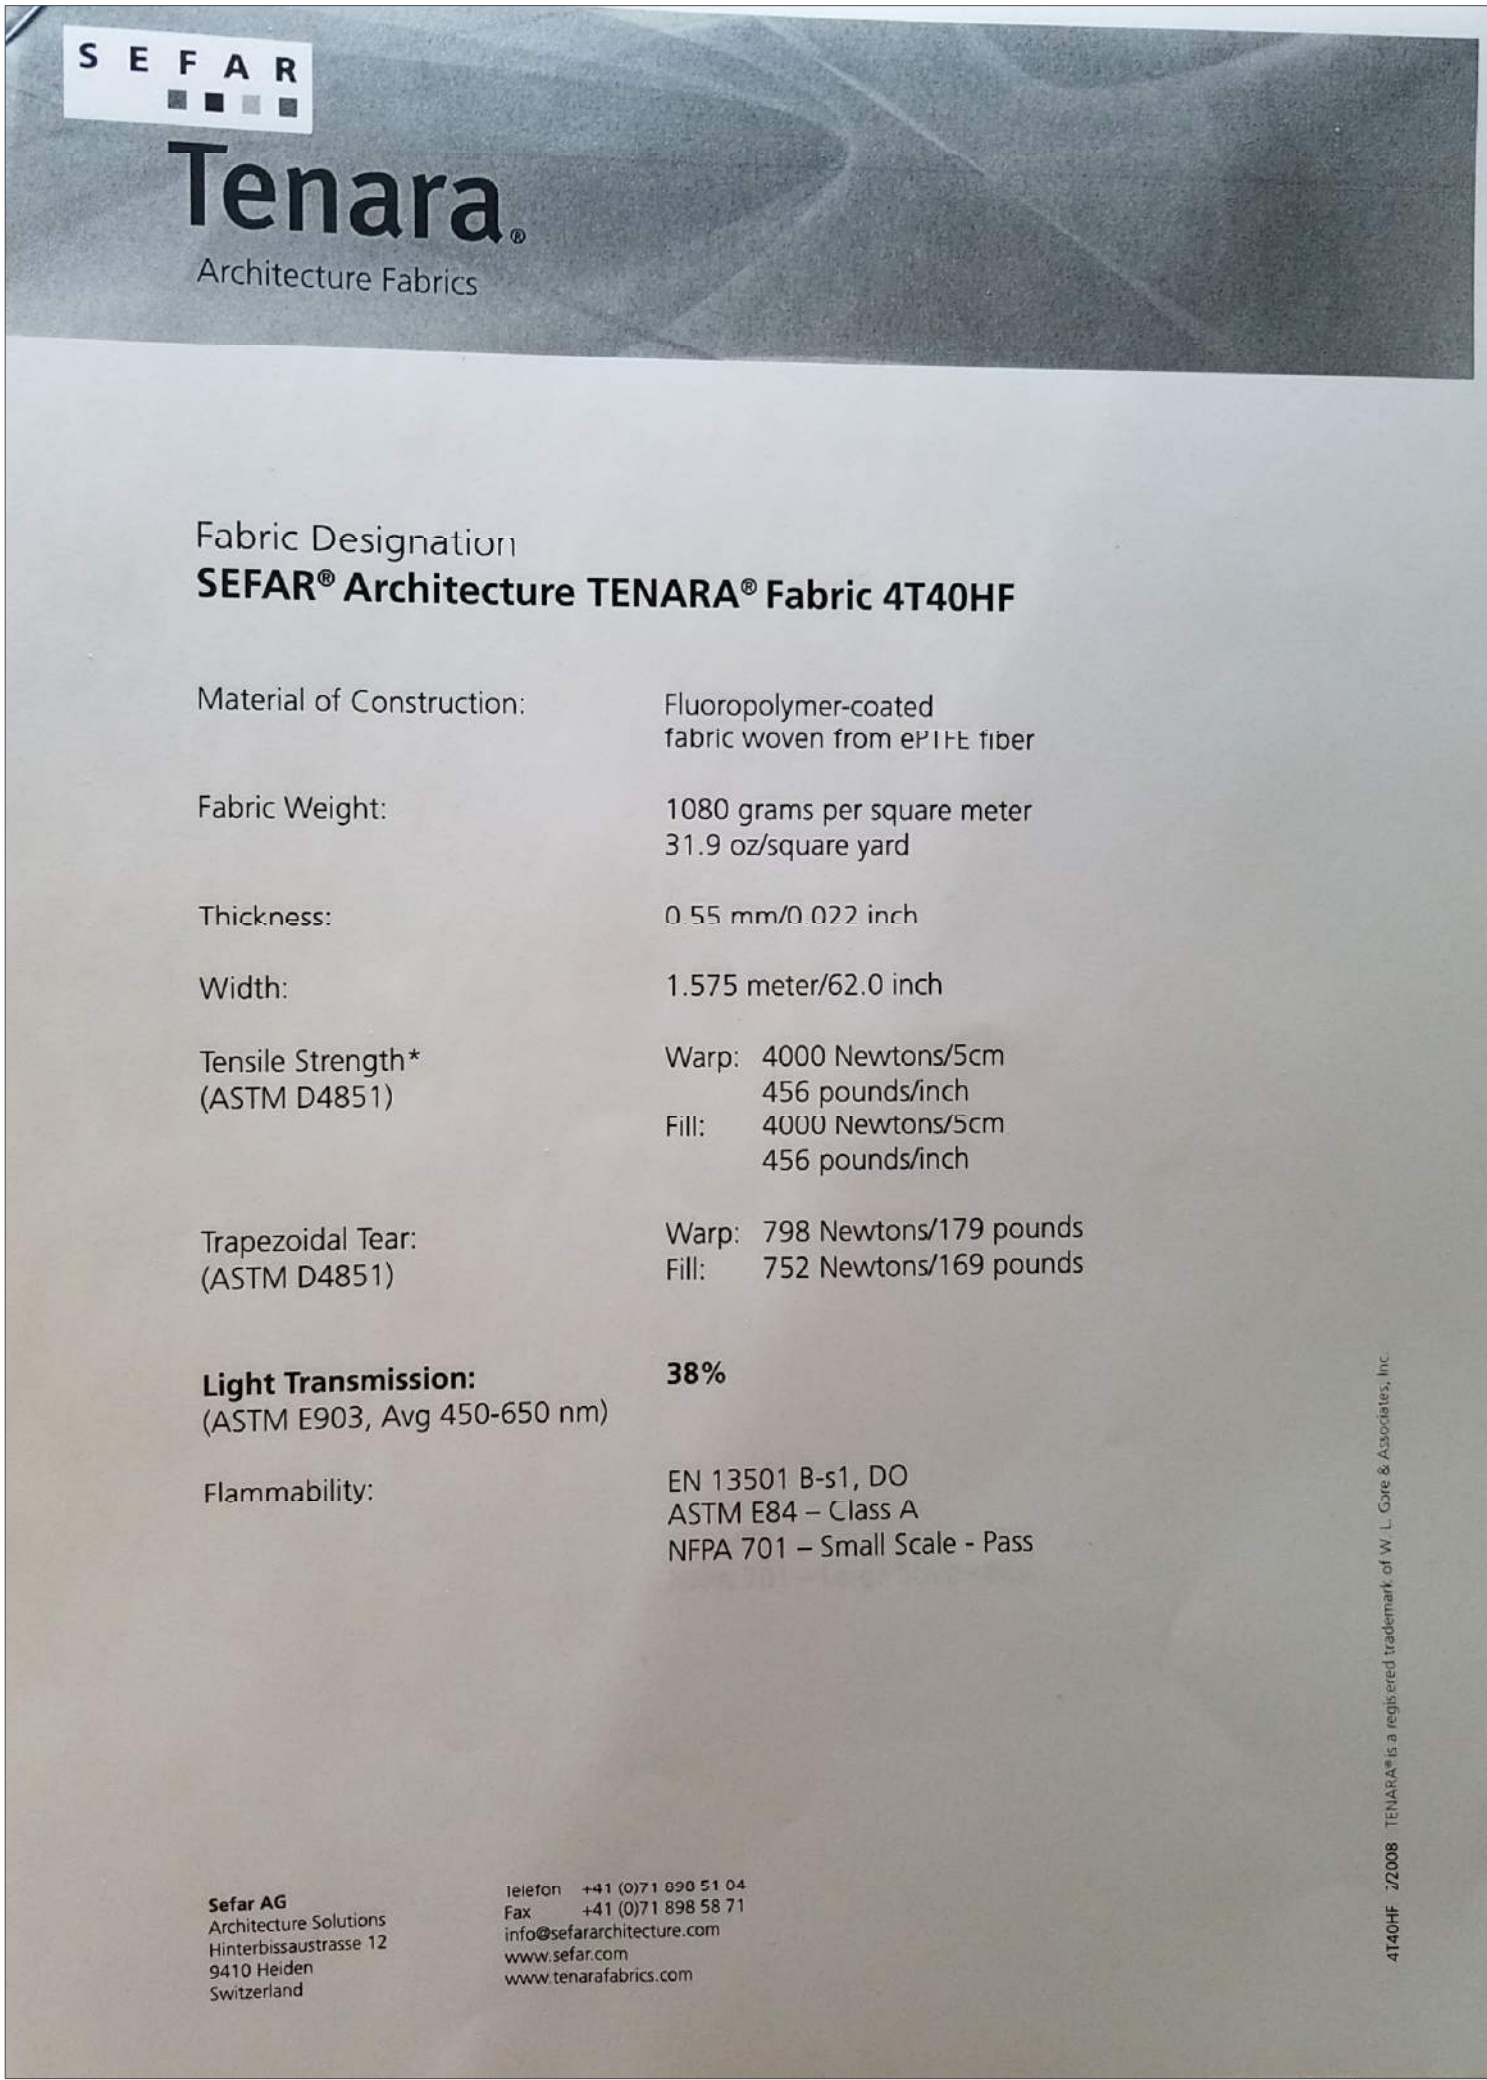 SEFAR
Tenara®
Architecture Fabrics
Fabric Designation
SEFAR® Architecture TENARA® Fabric 4T40HF
Material of Construction: Fluoropolymer-coated
fabric woven from ePTFE fiber
Fabric Weight: 1080 grams per square meter
31.9 oz/square yard
Thickness: 0.55 mm/0.022 inch
Width: 1.575 meter/62.0 inch
Tensile Strength* Warp: 4000 Newtons/5cm
(ASTM D4851) 456 pounds/inch
Fill: 4000 Newtons/5cm
456 pounds/inch
Trapezoidal Tear: Warp: 798 Newtons/179 pounds
(ASTM D4851) Fill: 752 Newtons/169 pounds
Light Transmission: 38%
(ASTM E903, Avg 450-650 nm)
Flammability: EN 13501 B-s1, DO
ASTM E84 – Class A
NFPA 701 – Small Scale - Pass
Sefar AG
Architecture Solutions
Hinterbissaustrasse 12
9410 Heiden
Switzerland
Telefon +41 (0)71 51 04
Fax +41 (0)71 898 58 71
info@sefararchitecture.com
www.sefar.com
www.tenarafabrics.com
4T40HF TENARA® is a registered trademark of W. L. Gore & Associates, Inc.